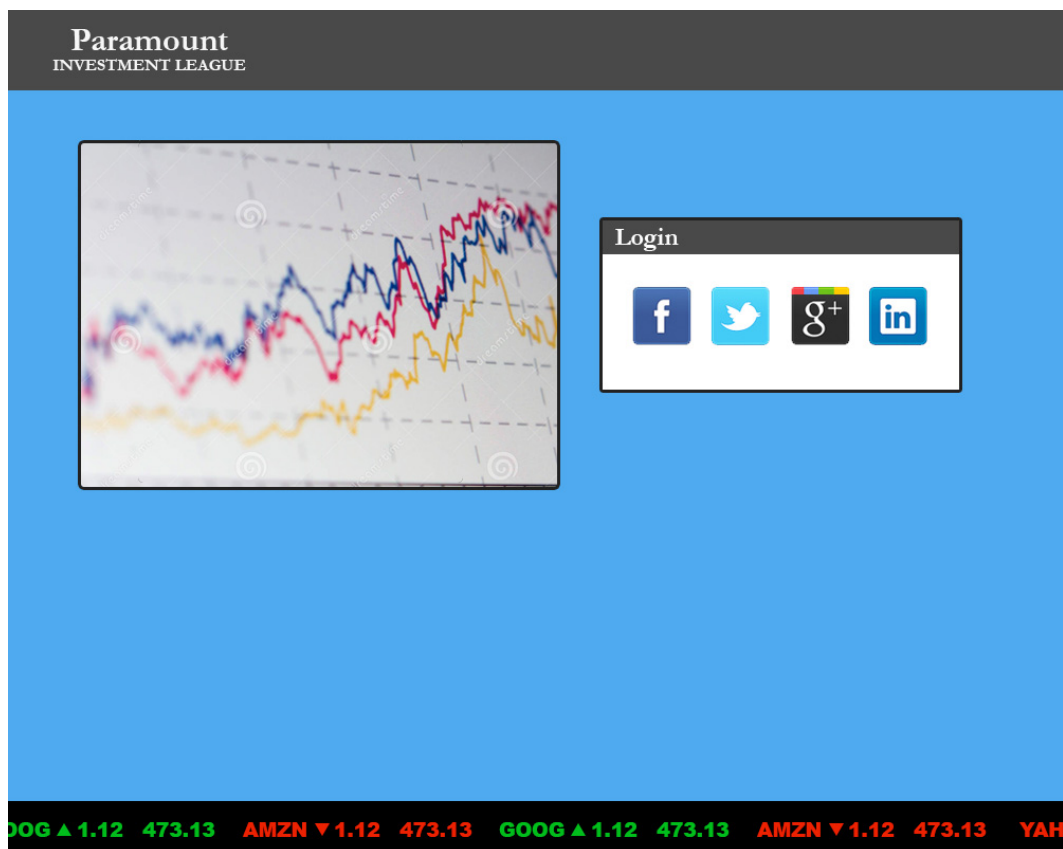 Paramount
INVESTMENT LEAGUE
Login
f
g+
in
OOG ▲ 1.12 473.13 AMZN ▼ 1.12 473.13 GOOG ▲ 1.12 473.13 AMZN ▼ 1.12 473.13 YAH